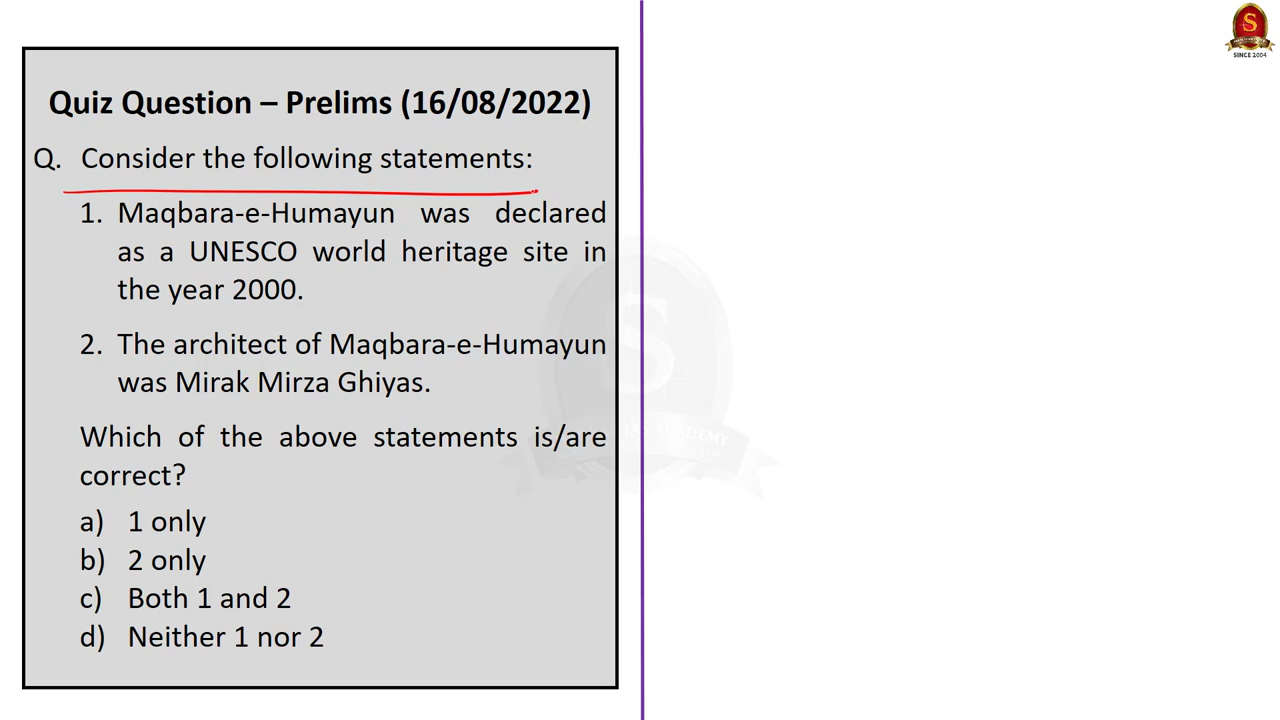 Quiz Question – Prelims (16/08/2022)
Q. Consider the following statements:
1. Maqbara-e-Humayun was declared
as a UNESCO world heritage site in
the year 2000.
2. The architect of Maqbara-e-Humayun
was Mirak Mirza Ghiyas.
Which of the above statements is/are
correct?
a) 1 only
b) 2 only
c) Both 1 and 2
d) Neither 1 nor 2
S
SINCE 2004